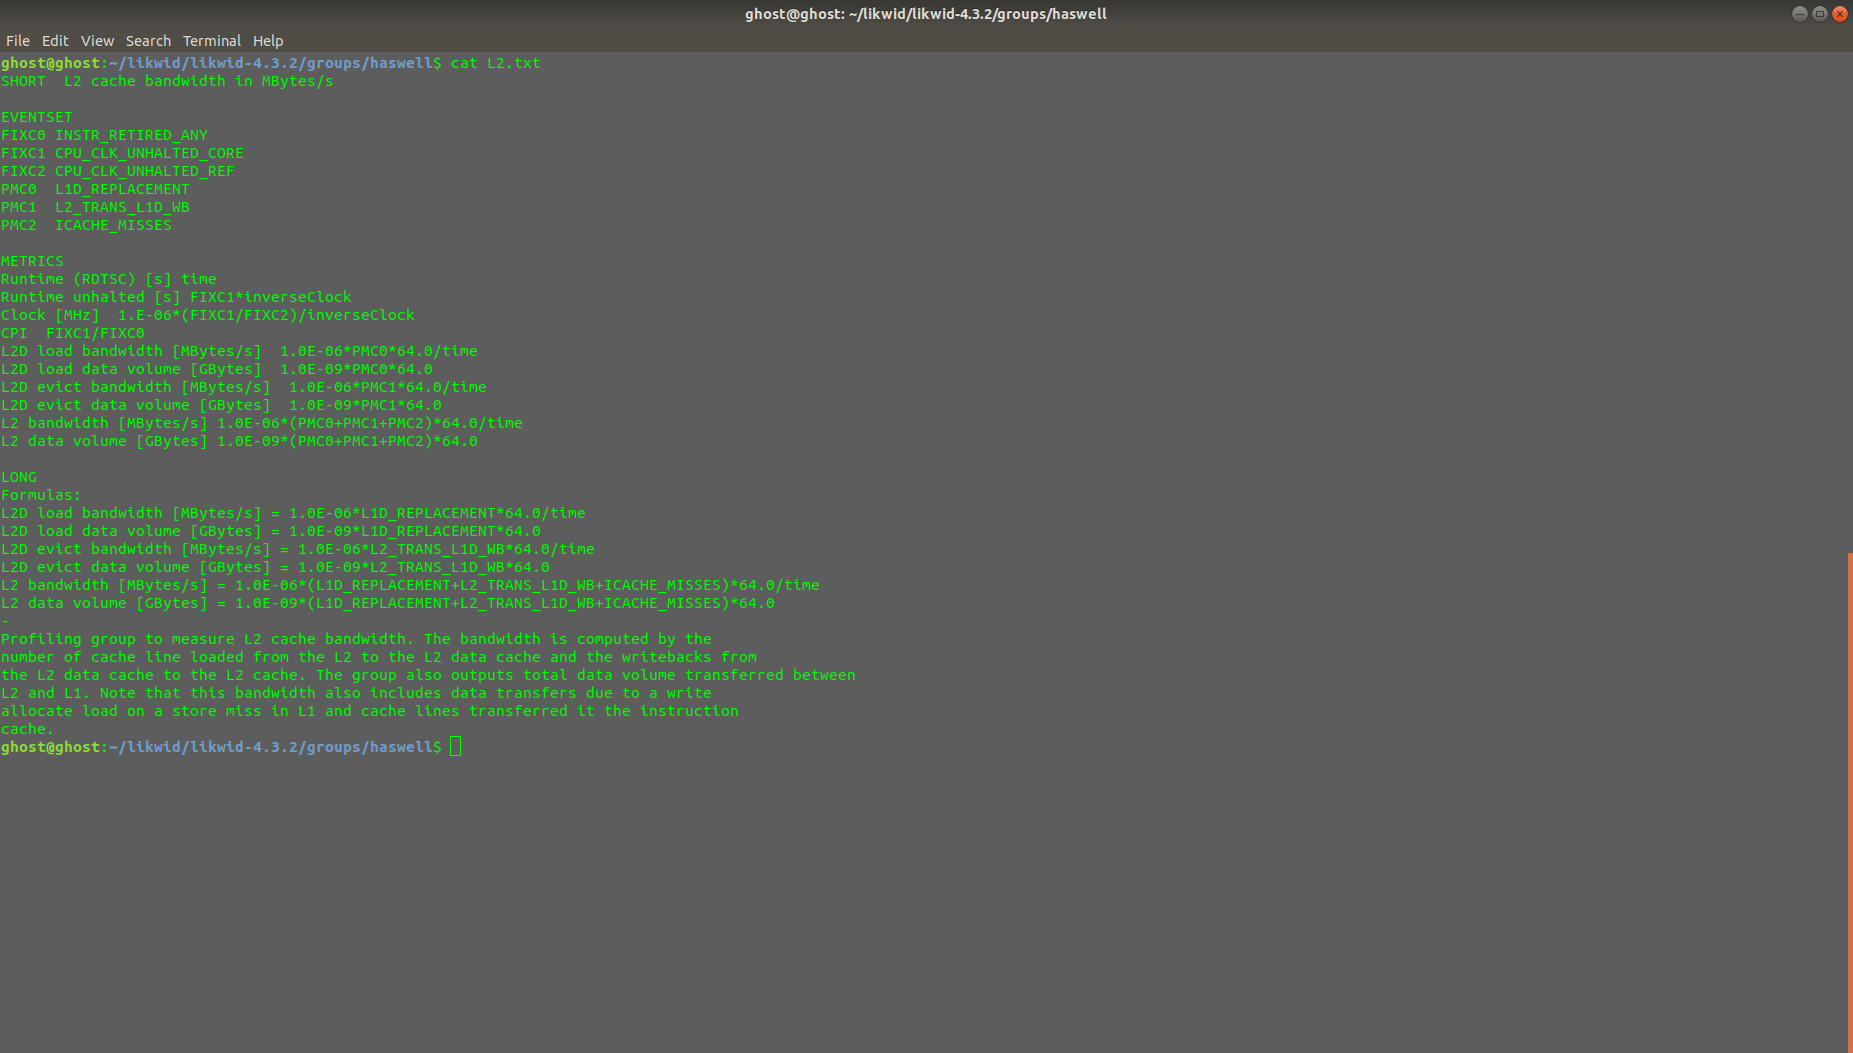 ghost@ghost: ~/likwid/likwid-4.3.2/groups/haswell
File Edit View Search Terminal Help
ghost@ghost:~/likwid/likwid-4.3.2/groups/haswell$ cat L2.txt
SHORT  L2 cache bandwidth in MBytes/s

EVENTSET
FIXC0 INSTR_RETIRED_ANY
FIXC1 CPU_CLK_UNHALTED_CORE
FIXC2 CPU_CLK_UNHALTED_REF
PMC0  L1D_REPLACEMENT
PMC1  L2_TRANS_L1D_WB
PMC2  ICACHE_MISSES

METRICS
Runtime (RDTSC) [s] time
Runtime unhalted [s] FIXC1*inverseClock
Clock [MHz]  1.E-06*(FIXC1/FIXC2)/inverseClock
CPI  FIXC1/FIXC0
L2D load bandwidth [MBytes/s]  1.0E-06*PMC0*64.0/time
L2D load data volume [GBytes]  1.0E-09*PMC0*64.0
L2D evict bandwidth [MBytes/s]  1.0E-06*PMC1*64.0/time
L2D evict data volume [GBytes]  1.0E-09*PMC1*64.0
L2 bandwidth [MBytes/s] 1.0E-06*(PMC0+PMC1+PMC2)*64.0/time
L2 data volume [GBytes] 1.0E-09*(PMC0+PMC1+PMC2)*64.0

LONG
Formulas:
L2D load bandwidth [MBytes/s] = 1.0E-06*L1D_REPLACEMENT*64.0/time
L2D load data volume [GBytes] = 1.0E-09*L1D_REPLACEMENT*64.0
L2D evict bandwidth [MBytes/s] = 1.0E-06*L2_TRANS_L1D_WB*64.0/time
L2D evict data volume [GBytes] = 1.0E-09*L2_TRANS_L1D_WB*64.0
L2 bandwidth [MBytes/s] = 1.0E-06*(L1D_REPLACEMENT+L2_TRANS_L1D_WB+ICACHE_MISSES)*64.0/time
L2 data volume [GBytes] = 1.0E-09*(L1D_REPLACEMENT+L2_TRANS_L1D_WB+ICACHE_MISSES)*64.0
-
Profiling group to measure L2 cache bandwidth. The bandwidth is computed by the
number of cache line loaded from the L2 to the L2 data cache and the writebacks from
the L2 data cache to the L2 cache. The group also outputs total data volume transferred between
L2 and L1. Note that this bandwidth also includes data transfers due to a write
allocate load on a store miss in L1 and cache lines transferred it the instruction
cache.
ghost@ghost:~/likwid/likwid-4.3.2/groups/haswell$